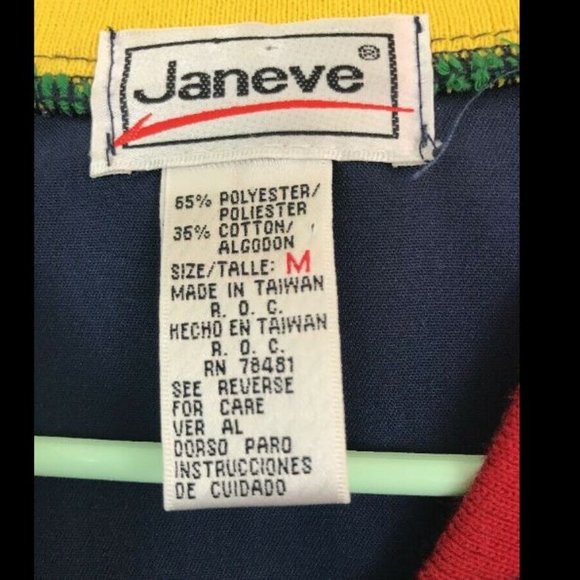 Janeve®
65% POLYESTER/
POLIESTER
35% COTTON/
ALGODON
SIZE/TALLE: M
MADE IN TAIWAN
R. O. C.
HECHO EN TAIWAN
R. O. C.
RN 78481
SEE REVERSE
FOR CARE
VER AL
DORSO PARO
INSTRUCCIONES
DE CUIDADO